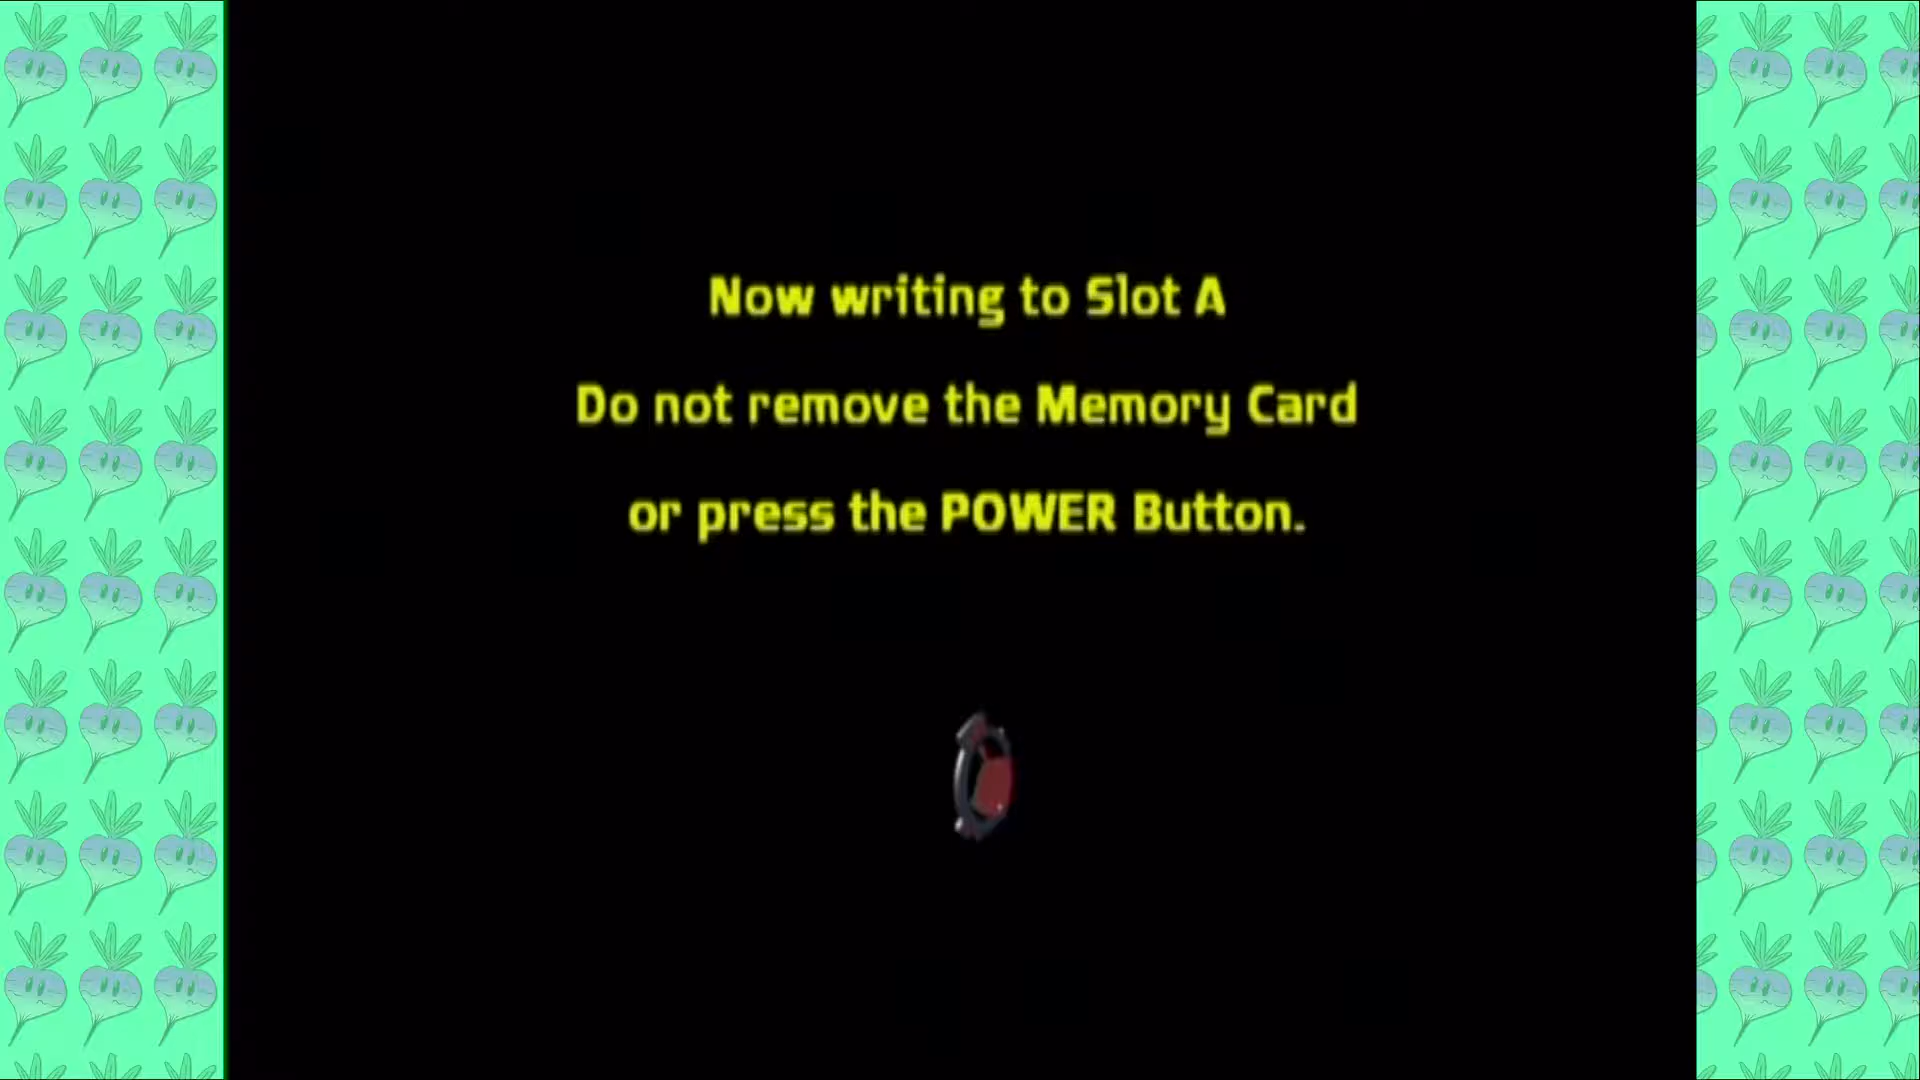 Now writing to Slot A
Do not remove the Memory Card
or press the POWER Button.